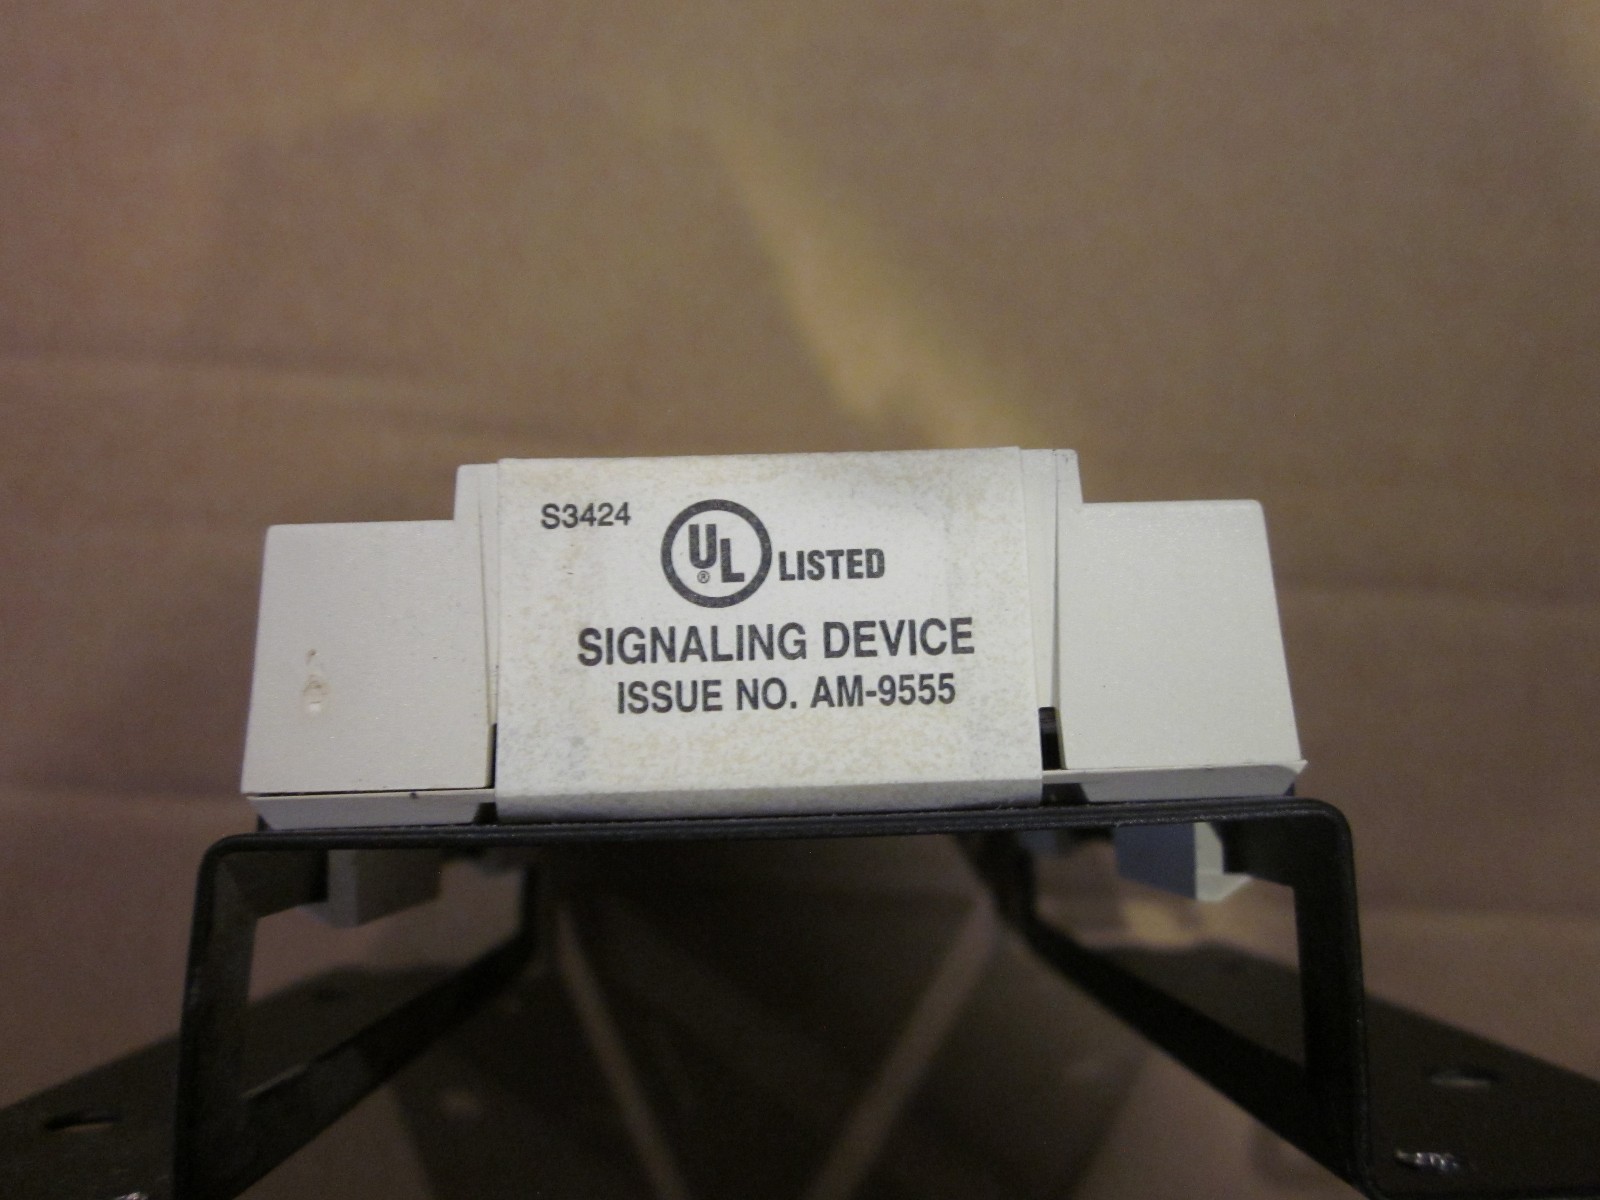 S3424
UL® LISTED
SIGNALING DEVICE
ISSUE NO. AM-9555